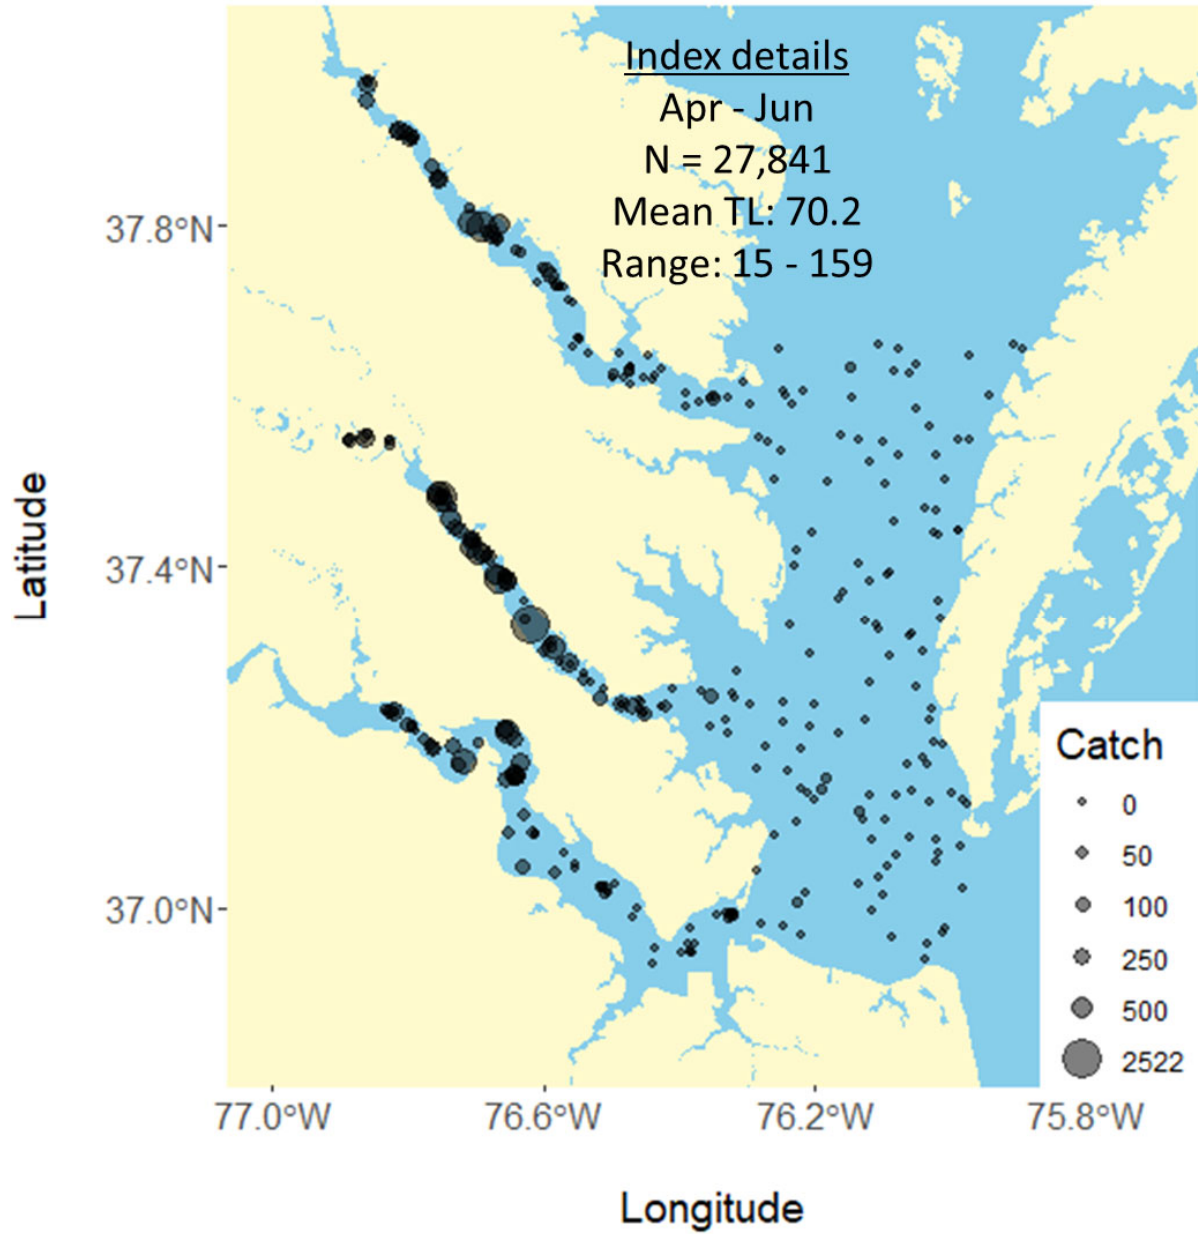 Index details
Apr - Jun
N = 27,841
Mean TL: 70.2
Range: 15 - 159
37.8°N
37.4°N
37.0°N
Latitude
Catch
0
50
100
250
500
2522
77.0°W
76.6°W
76.2°W
75.8°W
Longitude